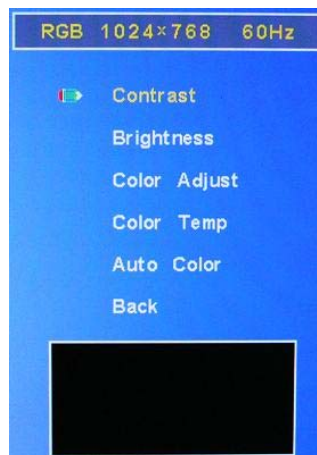 RGB 1024×768 60Hz
Contrast
Brightness
Color Adjust
Color Temp
Auto Color
Back